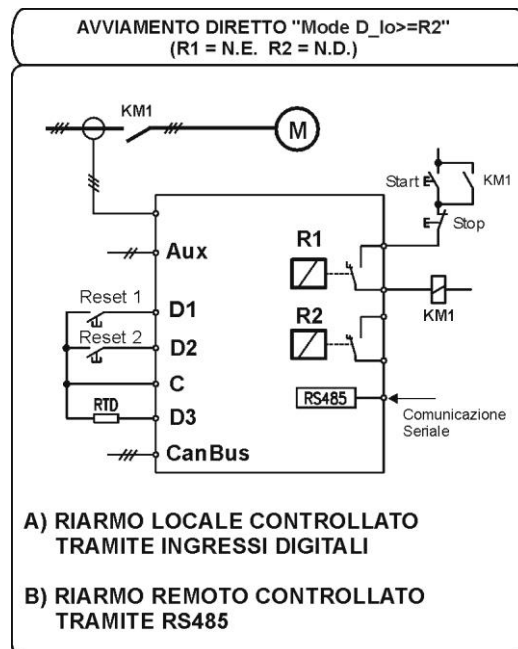 AVVIAMENTO DIRETTO "Mode D_Io>=R2"
(R1 = N.E. R2 = N.D.)
KM1
M
Start
KM1
Stop
Aux
R1
Reset 1
D1
KM1
Reset 2
D2
R2
C
RTD
D3
RS485
Comunicazione
Seriale
CanBus
A) RIARMO LOCALE CONTROLLATO
TRAMITE INGRESSI DIGITALI
B) RIARMO REMOTO CONTROLLATO
TRAMITE RS485